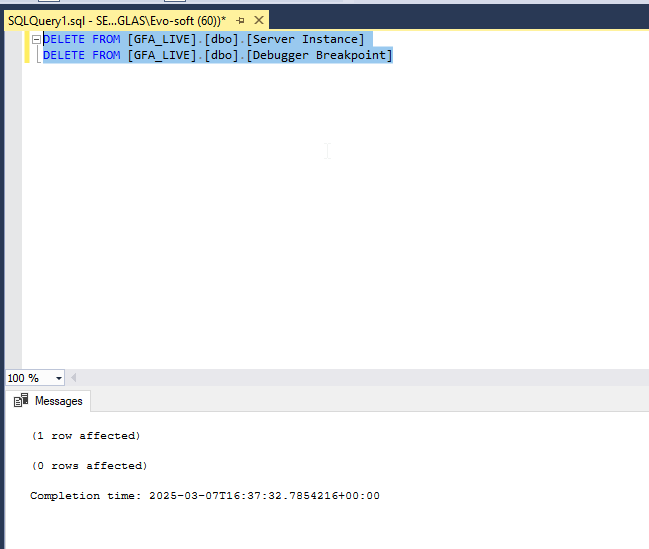 SQLQuery1.sql - SE...GLAS\Evo-soft (60))*
DELETE FROM [GFA_LIVE].[dbo].[Server Instance]
DELETE FROM [GFA_LIVE].[dbo].[Debugger Breakpoint]
100 %
Messages
(1 row affected)
(0 rows affected)
Completion time: 2025-03-07T16:37:32.7854216+00:00